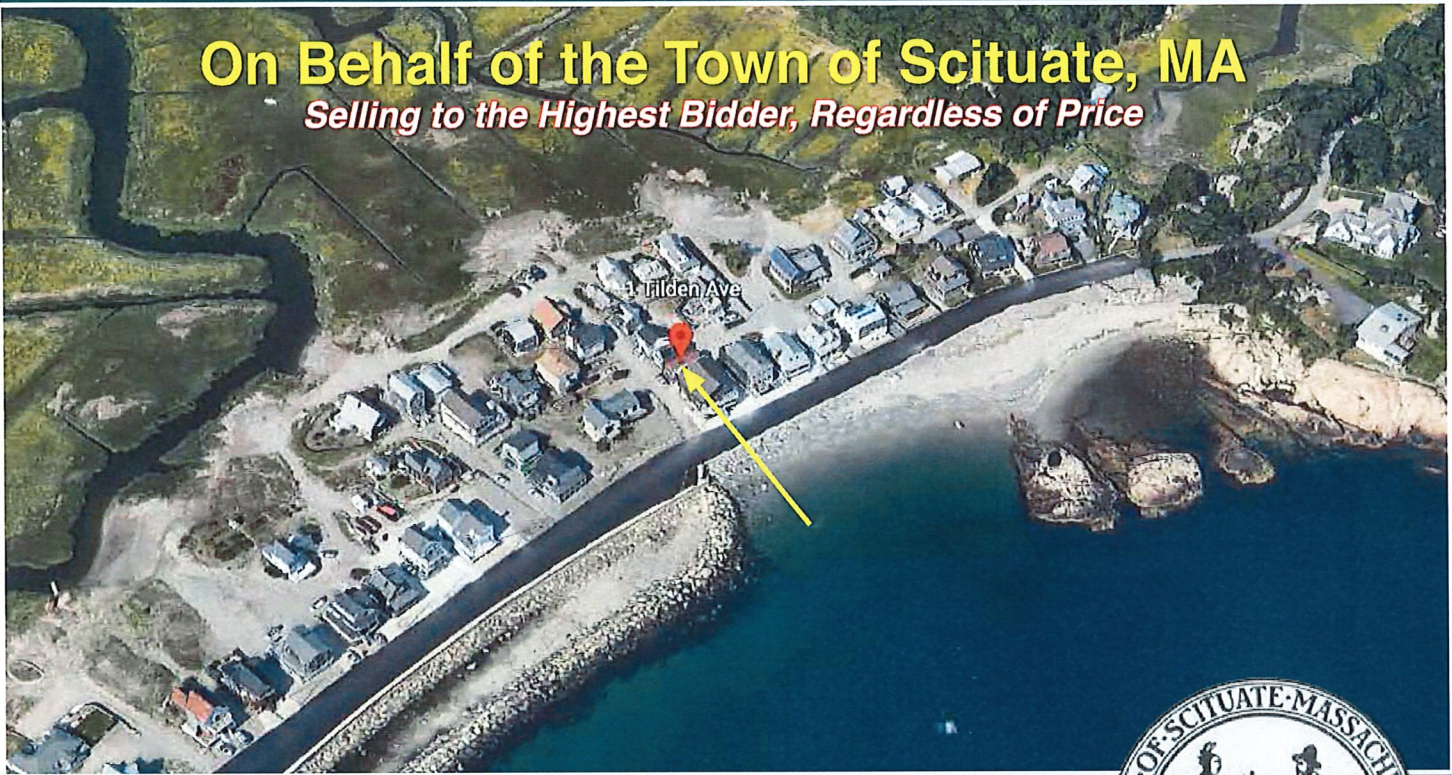 On Behalf of the Town of Scituate, MA
Selling to the Highest Bidder, Regardless of Price
1 Tilden Ave
OF·SCITUATE·MASSACH